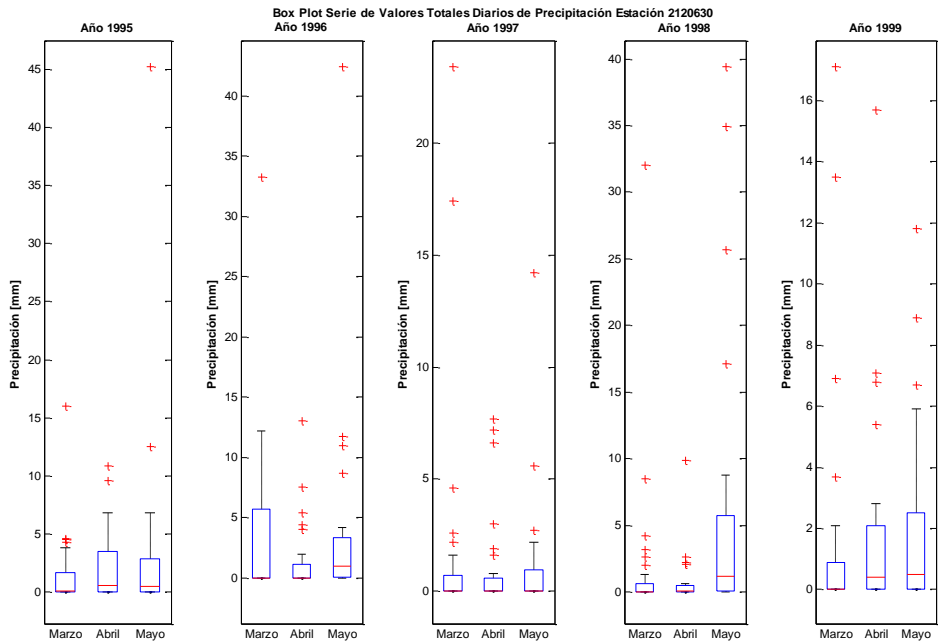 Box Plot Serie de Valores Totales Diarios de Precipitación Estación 2120630
Año 1995
Año 1996
Año 1997
Año 1998
Año 1999
Precipitación [mm]
45
40
35
30
25
20
15
10
5
0
Marzo Abril Mayo
Precipitación [mm]
40
35
30
25
20
15
10
5
0
Marzo Abril Mayo
Precipitación [mm]
20
15
10
5
0
Marzo Abril Mayo
Precipitación [mm]
40
35
30
25
20
15
10
5
0
Marzo Abril Mayo
Precipitación [mm]
16
14
12
10
8
6
4
2
0
Marzo Abril Mayo